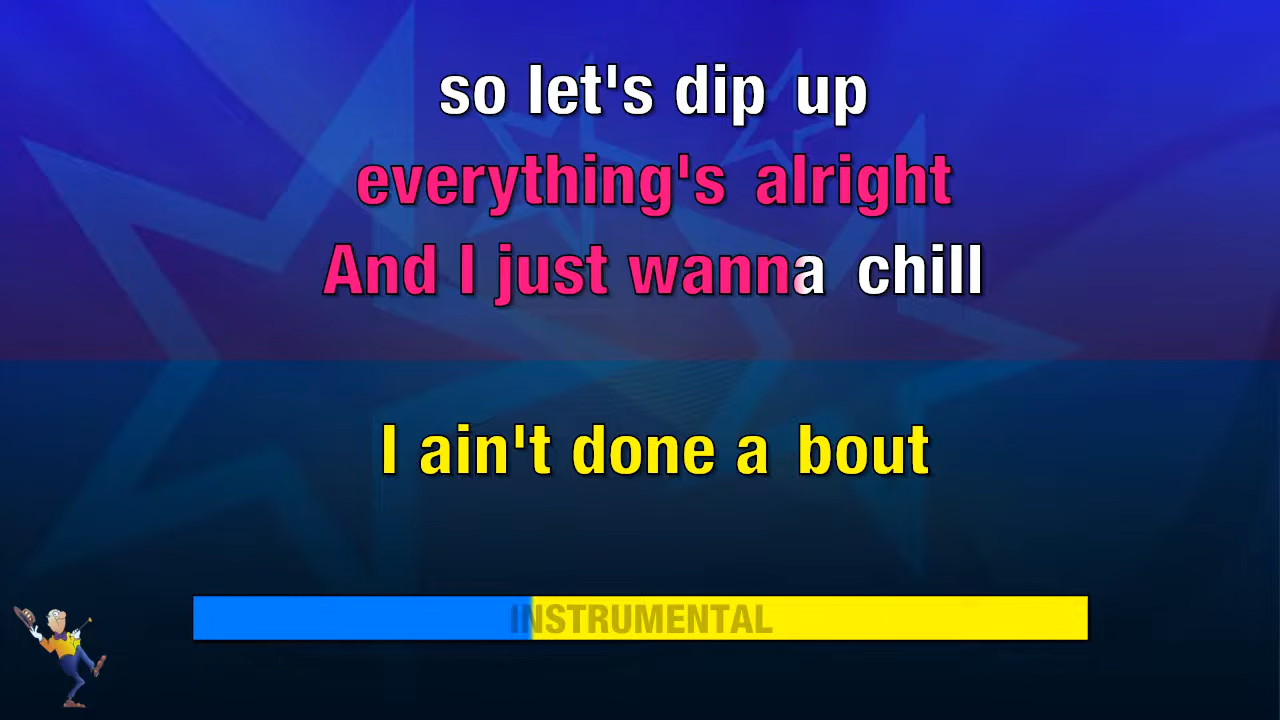 so let's dip up
everything's alright
And I just wanna chill
I ain't done a bout
INSTRUMENTAL